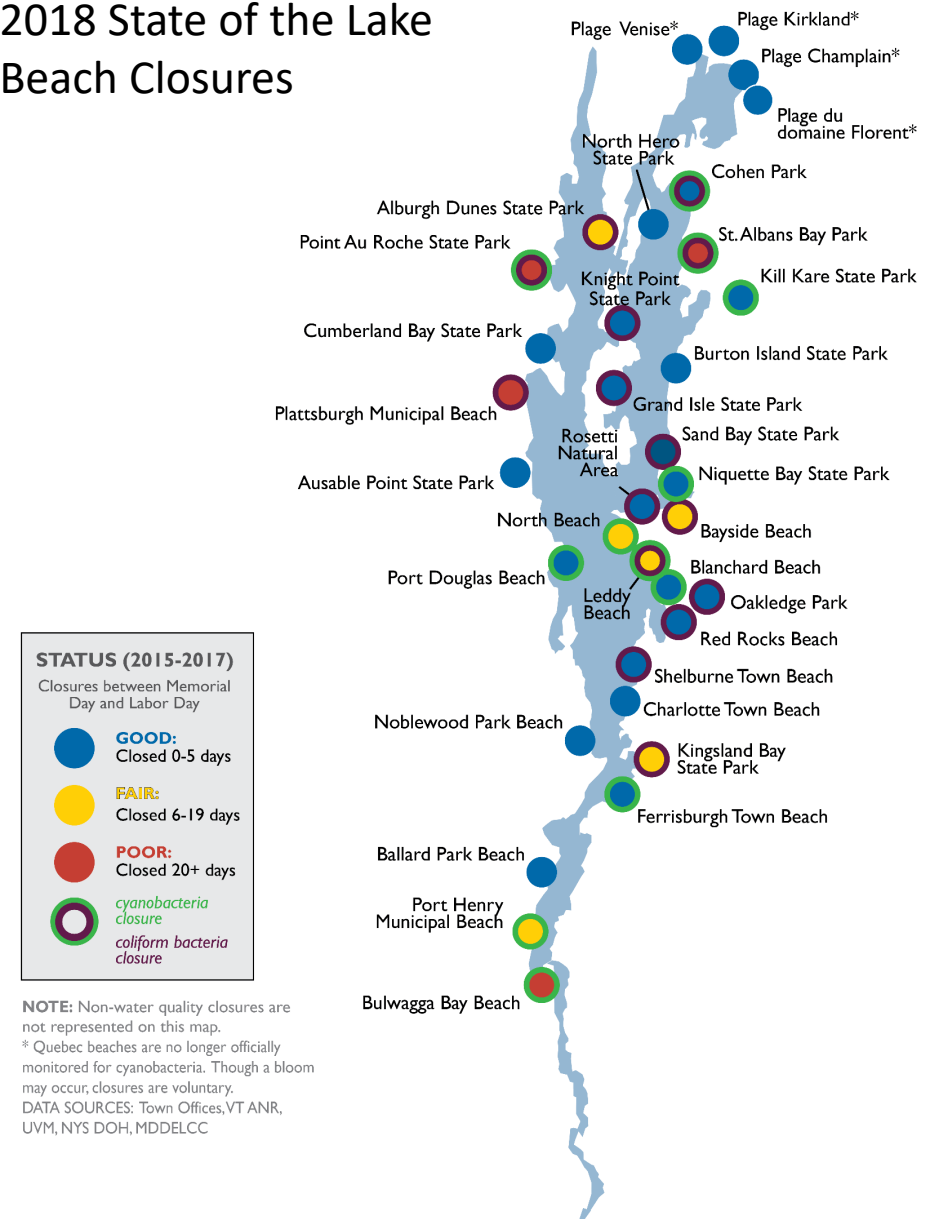 2018 State of the Lake
Beach Closures
Plage Venise*
Plage Kirkland*
Plage Champlain*
Plage du
domaine Florent*
North Hero
State Park
Cohen Park
Alburgh Dunes State Park
St. Albans Bay Park
Point Au Roche State Park
Kill Kare State Park
Knight Point
State Park
Cumberland Bay State Park
Burton Island State Park
Plattsburgh Municipal Beach
Grand Isle State Park
Rosetti
Natural
Area
Sand Bay State Park
Ausable Point State Park
Niquette Bay State Park
North Beach
Bayside Beach
Port Douglas Beach
Blanchard Beach
Leddy
Beach
Oakledge Park
Red Rocks Beach
Shelburne Town Beach
Charlotte Town Beach
Noblewood Park Beach
Kingsland Bay
State Park
Ferrisburgh Town Beach
Ballard Park Beach
Port Henry
Municipal Beach
Bulwagga Bay Beach
STATUS (2015-2017)
Closures between Memorial
Day and Labor Day
GOOD:
Closed 0-5 days
FAIR:
Closed 6-19 days
POOR:
Closed 20+ days
cyanobacteria
closure
coliform bacteria
closure
NOTE: Non-water quality closures are
not represented on this map.
* Quebec beaches are no longer officially
monitored for cyanobacteria. Though a bloom
may occur, closures are voluntary.
DATA SOURCES: Town Offices, VT ANR,
UVM, NYS DOH, MDDELCC